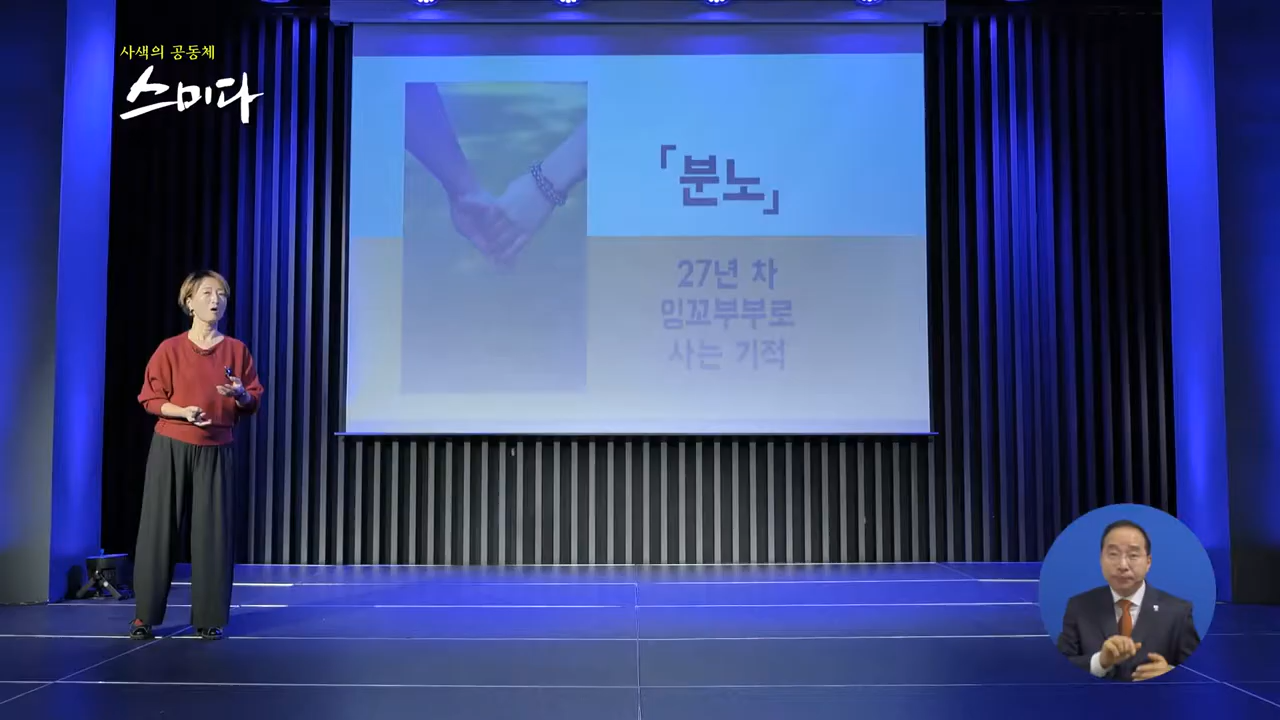 사색의 공동체
스미다
「분노」
27년 차
잉꼬부부로
사는 기적